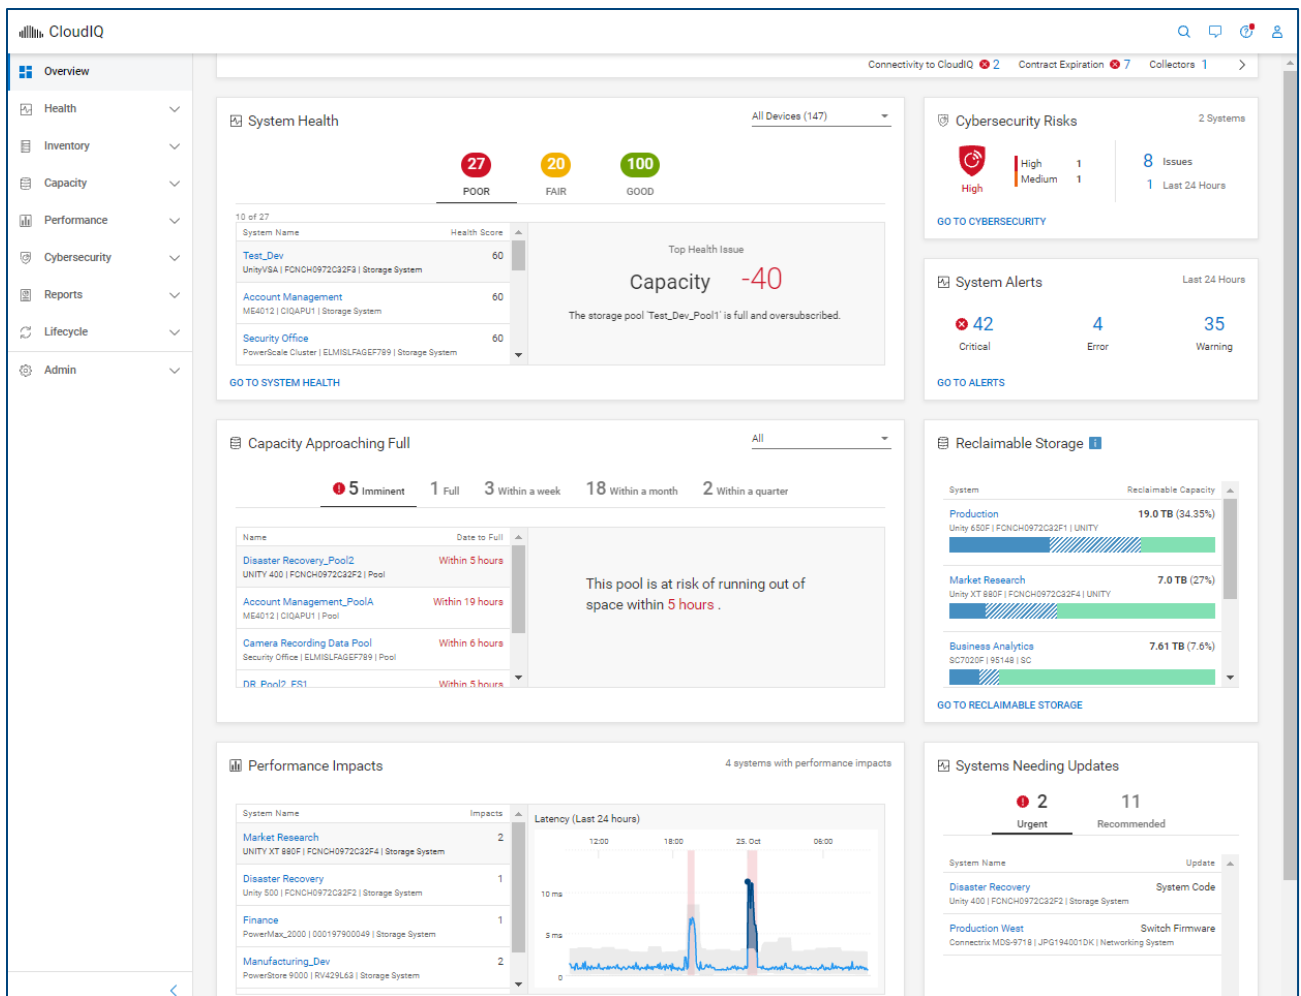 CloudIQ
Connectivity to CloudIQ 2 Contract Expiration 7 Collectors 1
Overview
Health
Inventory
Capacity
Performance
Cybersecurity
Reports
Lifecycle
Admin
System Health
All Devices (147)
27 20 100
POOR FAIR GOOD
10 of 27
System Name Health Score
Test_Dev 60
UnityVSA | FCNCH0972C32F3 | Storage System
Account Management 60
ME4012 | CIQAPU1 | Storage System
Security Office 60
PowerScale Cluster | ELMISLFAGEF789 | Storage System
Top Health Issue
Capacity -40
The storage pool 'Test_Dev_Pool1' is full and oversubscribed.
GO TO SYSTEM HEALTH
Cybersecurity Risks 2 Systems
High
High 1
Medium 1
8 Issues
1 Last 24 Hours
GO TO CYBERSECURITY
System Alerts Last 24 Hours
42 4 35
Critical Error Warning
GO TO ALERTS
Capacity Approaching Full
All
5 Imminent 1 Full 3 Within a week 18 Within a month 2 Within a quarter
Name Date to Full
Disaster Recovery_Pool2 Within 5 hours
UNITY 400 | FCNCH0972C32F2 | Pool
Account Management_PoolA Within 19 hours
ME4012 | CIQAPU1 | Pool
Camera Recording Data Pool Within 6 hours
Security Office | ELMISLFAGEF789 | Pool
DR_Pool2_FS1 Within 5 hours
This pool is at risk of running out of
space within 5 hours .
Reclaimable Storage i
System Reclaimable Capacity
Production 19.0 TB (34.35%)
Unity 650F | FCNCH0972C32F1 | UNITY
Market Research 7.0 TB (27%)
Unity XT 880F | FCNCH0972C32F4 | UNITY
Business Analytics 7.61 TB (7.6%)
SC7020F | 95148 | SC
GO TO RECLAIMABLE STORAGE
Performance Impacts 4 systems with performance impacts
System Name Impacts
Market Research 2
UNITY XT 880F | FCNCH0972C32F4 | Storage System
Disaster Recovery 1
Unity 500 | FCNCH0972C32F2 | Storage System
Finance 1
PowerMax_2000 | 000197900049 | Storage System
Manufacturing_Dev 2
PowerStore 9000 | RV429L63 | Storage System
Latency (Last 24 hours)
12:00 18:00 25. Oct 06:00
10 ms
5 ms
0
Systems Needing Updates
2 11
Urgent Recommended
System Name Update
Disaster Recovery System Code
Unity 400 | FCNCH0972C32F2 | Storage System
Production West Switch Firmware
Connectrix MDS-9718 | JPG194001DK | Networking System